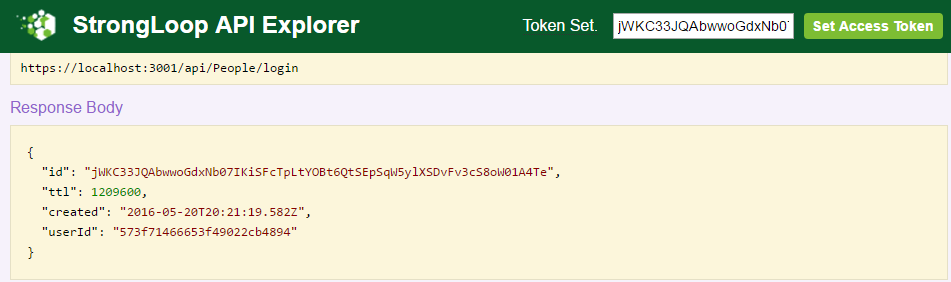 StrongLoop API Explorer Token Set. jWKC33JQAbwwoGdxNb0 Set Access Token
https://localhost:3001/api/People/login
Response Body
{
"id": "jWKC33JQAbwwoGdxNb07IKiSFcTpLtYOBt6QtSEpSqW5ylXSDvFv3cS8oW01A4Te",
"ttl": 1209600,
"created": "2016-05-20T20:21:19.582Z",
"userId": "573f71466653f49022cb4894"
}